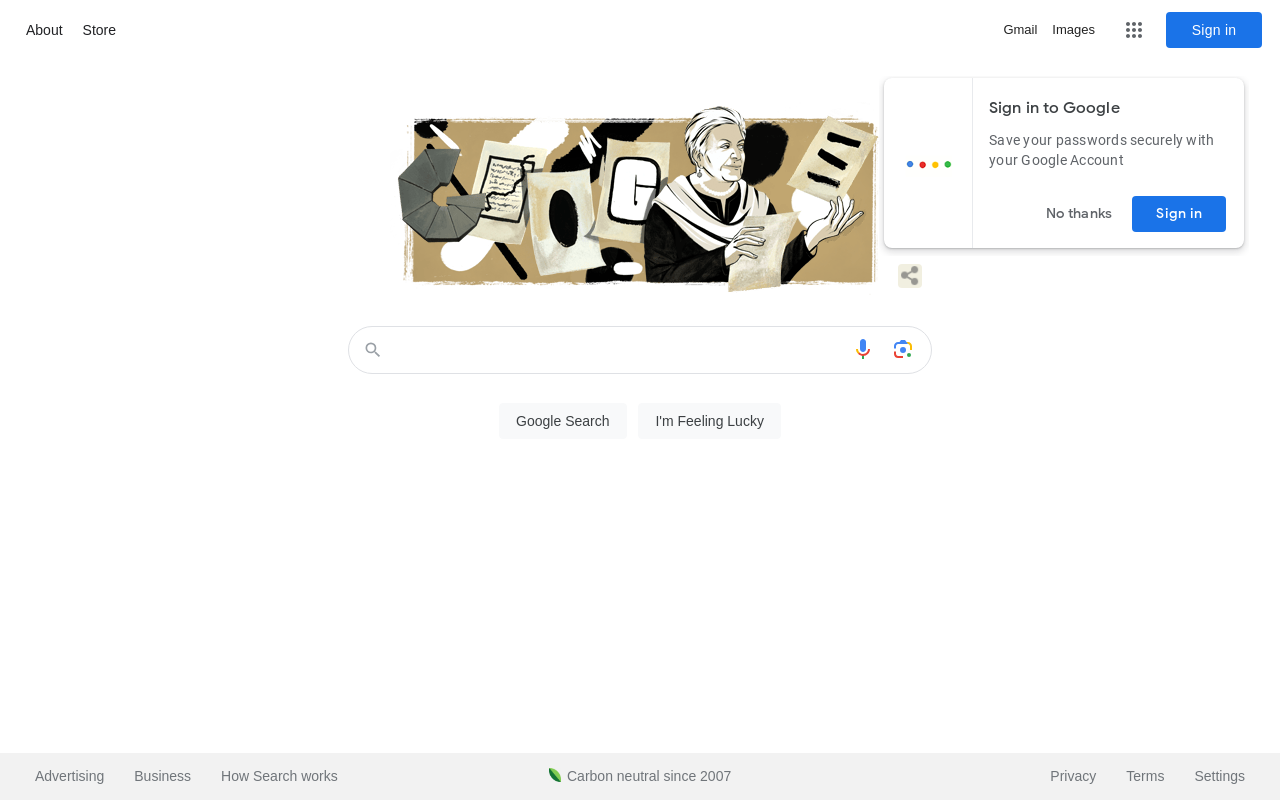 About Store
Gmail Images Sign in
Sign in to Google
Save your passwords securely with
your Google Account
No thanks Sign in
G
Google Search I'm Feeling Lucky
Advertising Business How Search works
Carbon neutral since 2007
Privacy Terms Settings